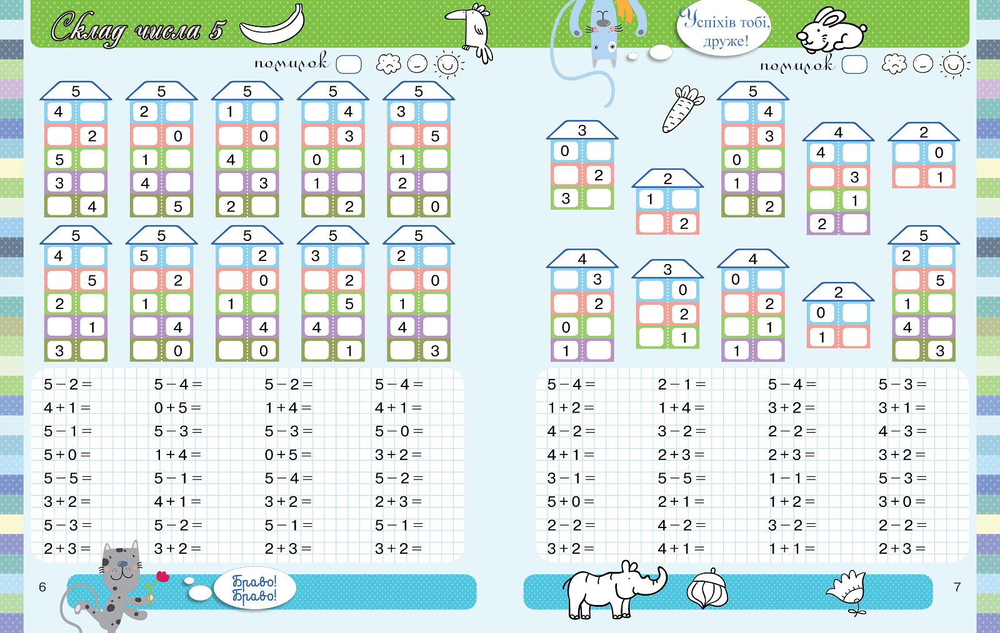 Склад числа 5
помилок
5 5 5 5 5
4 2 1 4 3
2 0 0 3 5
5 1 4 0 1
3 4 3 1 2
4 5 2 2 0
5 5 5 5 5
4 5 2 3 2
5 2 0 2 0
2 1 1 5 1
1 4 4 4 4
3 0 0 1 3
5−2= 5−4= 5−2= 5−4=
4+1= 0+5= 1+4= 4+1=
5−1= 5−3= 5−3= 5−0=
5+0= 1+4= 0+5= 3+2=
5−5= 5−1= 5−4= 5−2=
3+2= 4+1= 3+2= 2+3=
5−3= 5−2= 5−1= 5−1=
2+3= 3+2= 2+3= 3+2=
Браво!
Браво!
6
Успіхів тобі,
друже!
помилок
3
0
2
3
2
1
2
5
4
3
0
1
2
4
4
3
1
2
2
0
1
4
3
2
0
1
3
0
2
1
4
0
2
1
1
2
0
1
5
2
5
1
4
3
5−4= 2−1= 5−4= 5−3=
1+2= 1+4= 3+2= 3+1=
4−2= 3−2= 2−2= 4−3=
4+1= 2+3= 2+3= 3+2=
3−1= 5−5= 1−1= 5−3=
5+0= 2+1= 1+2= 3+0=
2−2= 4−2= 3−2= 2−2=
3+2= 4+1= 1+1= 2+3=
7